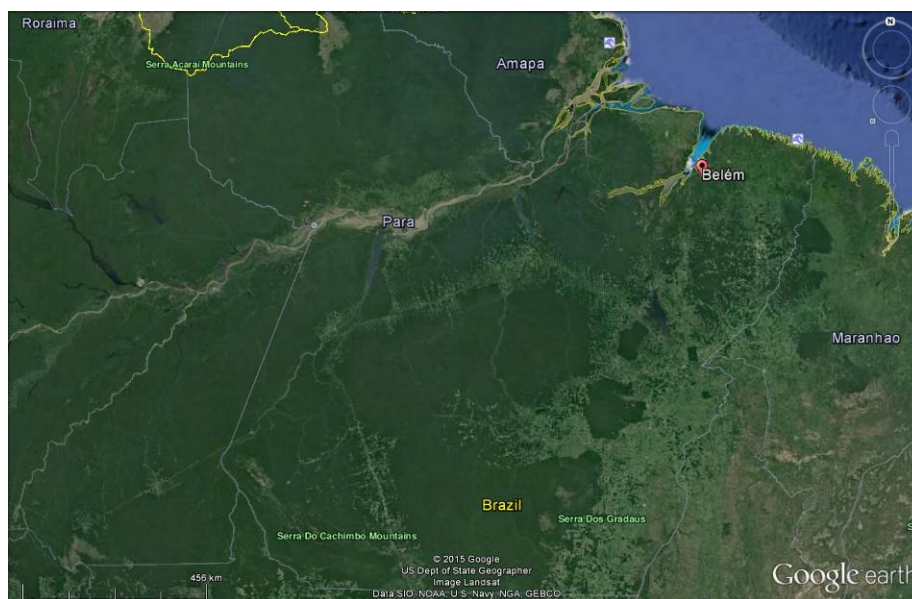 Roraima
Serra Acarai Mountains
Amapa
N
Belém
Para
Maranhao
Brazil
Serra Dos Gradaus
Serra Do Cachimbo Mountains
© 2015 Google
US Dept of State Geographer
Image Landsat
Data SIO, NOAA, U.S. Navy, NGA, GEBCO
456 km
Google earth